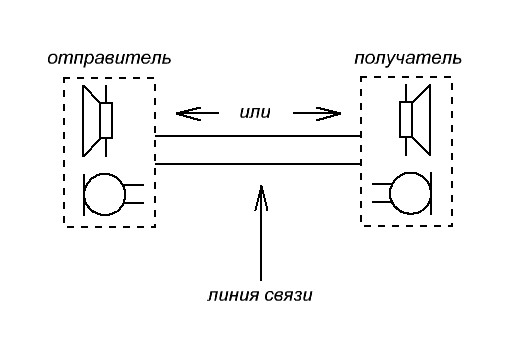 отправитель
получатель
или
линия связи